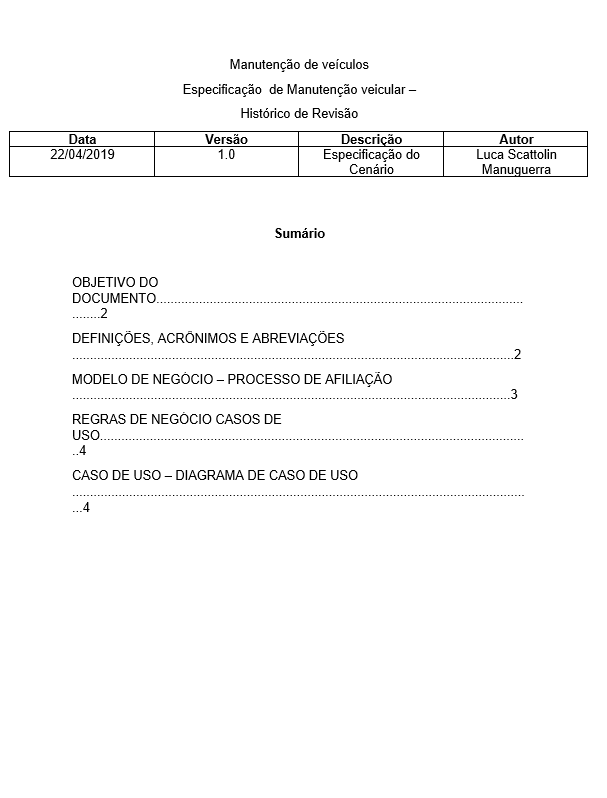 Manutenção de veículos
Especificação  de Manutenção veicular –
Histórico de Revisão
Data Versão Descrição Autor
22/04/2019 1.0 Especificação do Luca Scattolin
Cenário Manuguerra
Sumário
OBJETIVO DO
DOCUMENTO.......................................................................................................
........2
DEFINIÇÕES, ACRÔNIMOS E ABREVIAÇÕES
............................................................................................................................2
MODELO DE NEGÓCIO – PROCESSO DE AFILIAÇÃO
...........................................................................................................................3
REGRAS DE NEGÓCIO CASOS DE
USO.......................................................................................................................
..4
CASO DE USO – DIAGRAMA DE CASO DE USO
...............................................................................................................................
...4